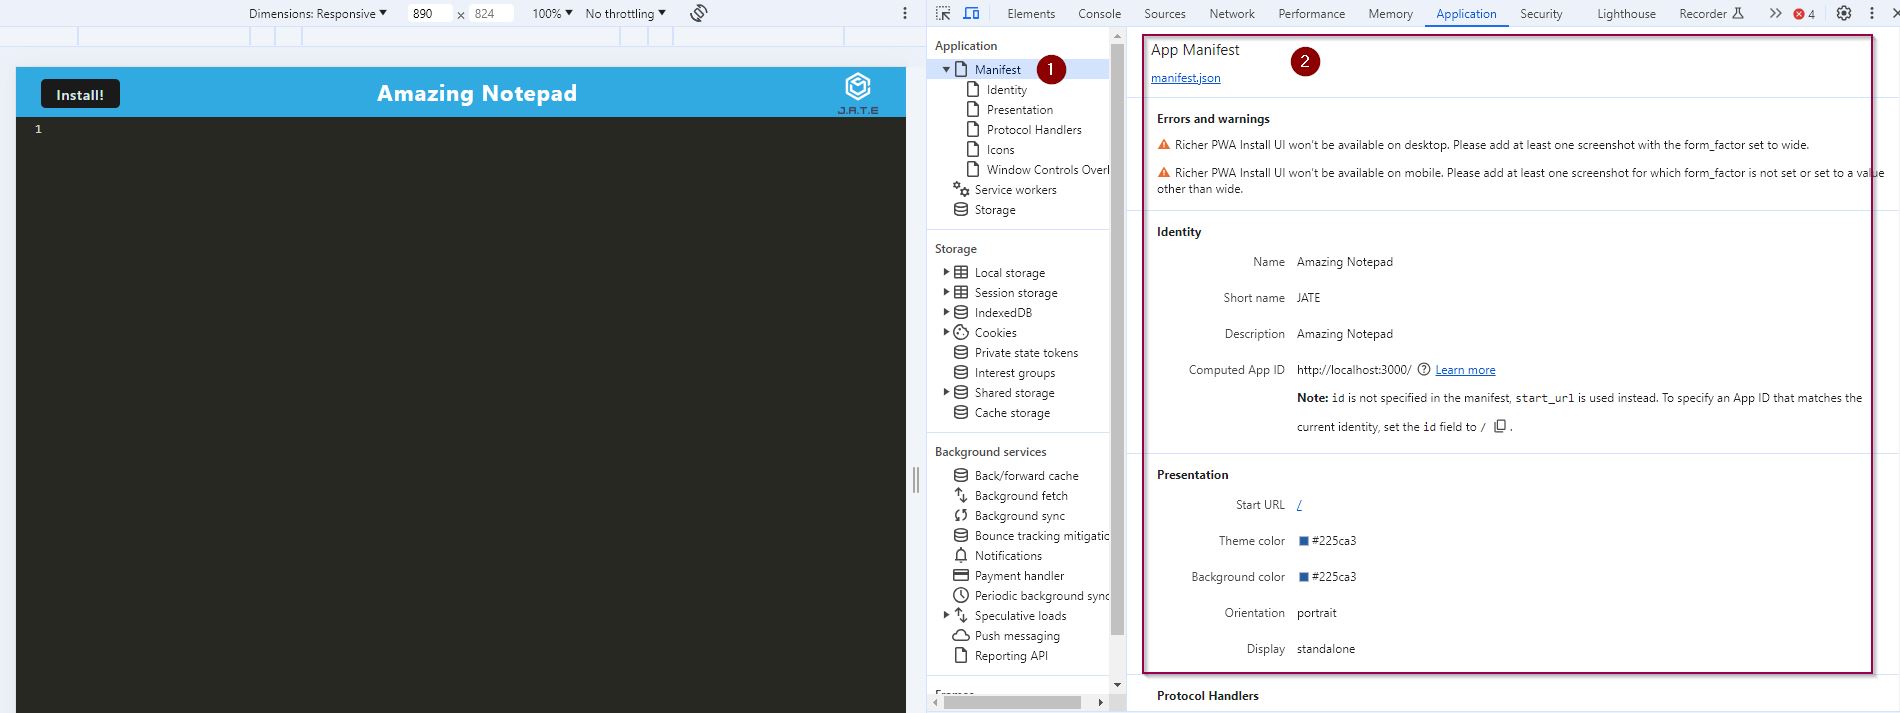 Dimensions: Responsive 890 x 824 100% No throttling
Install!
Amazing Notepad
J.A.T.E
1
Elements Console Sources Network Performance Memory Application Security Lighthouse Recorder 4
Application
Manifest 1
Identity
Presentation
Protocol Handlers
Icons
Window Controls Overl
Service workers
Storage
Storage
Local storage
Session storage
IndexedDB
Cookies
Private state tokens
Interest groups
Shared storage
Cache storage
Background services
Back/forward cache
Background fetch
Background sync
Bounce tracking mitigatic
Notifications
Payment handler
Periodic background sync
Speculative loads
Push messaging
Reporting API
App Manifest 2
manifest.json
Errors and warnings
Richer PWA Install UI won't be available on desktop. Please add at least one screenshot with the form_factor set to wide.
Richer PWA Install UI won't be available on mobile. Please add at least one screenshot for which form_factor is not set or set to a value
other than wide.
Identity
Name Amazing Notepad
Short name JATE
Description Amazing Notepad
Computed App ID http://localhost:3000/ Learn more
Note: id is not specified in the manifest, start_url is used instead. To specify an App ID that matches the
current identity, set the id field to / .
Presentation
Start URL /
Theme color #225ca3
Background color #225ca3
Orientation portrait
Display standalone
Protocol Handlers